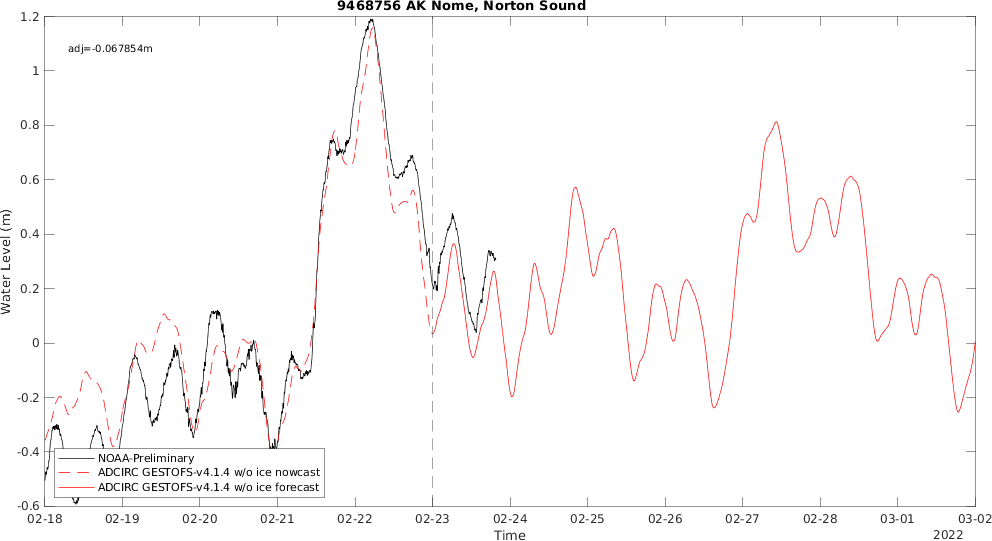 9468756 AK Nome, Norton Sound
adj=-0.067854m
1.2
1
0.8
0.6
0.4
0.2
0
-0.2
-0.4
-0.6
Water Level (m)
NOAA-Preliminary
ADCIRC GESTOFS-v4.1.4 w/o ice nowcast
ADCIRC GESTOFS-v4.1.4 w/o ice forecast
02-18 02-19 02-20 02-21 02-22 02-23 02-24 02-25 02-26 02-27 02-28 03-01 03-02
Time
2022